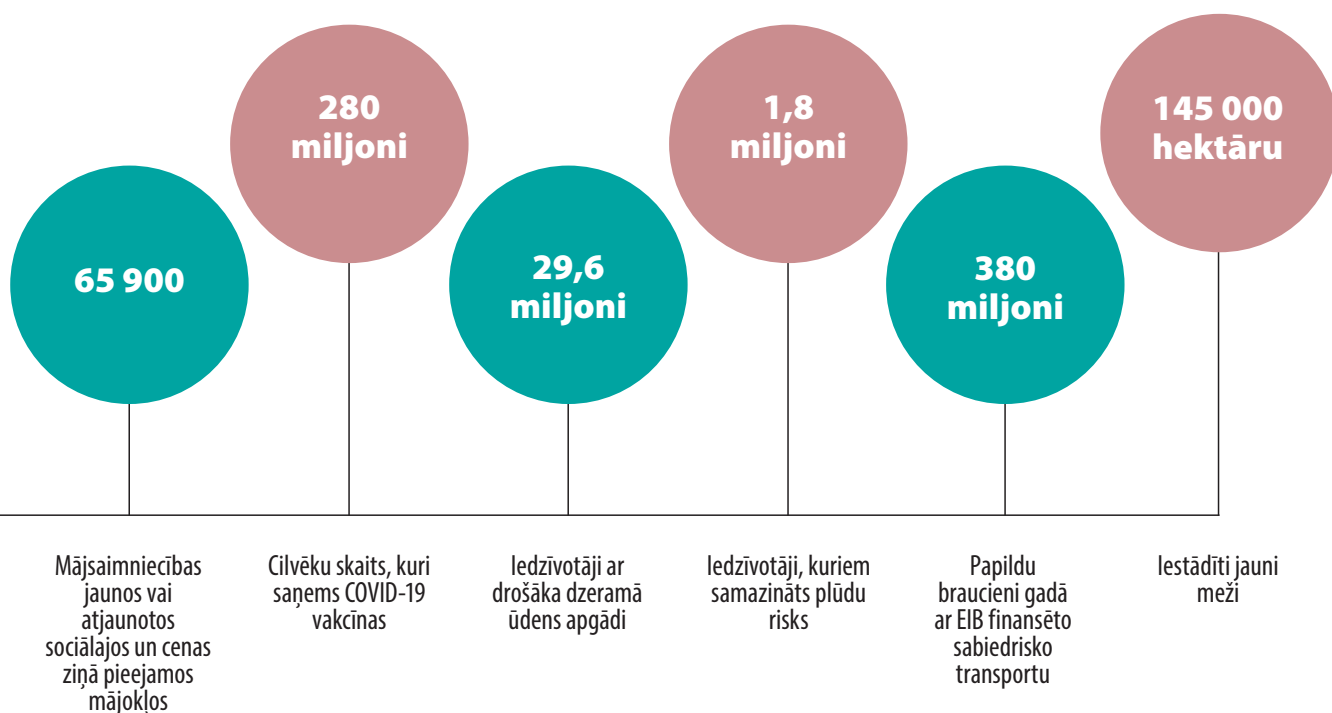 65 900
Mājsaimniecības
jaunos vai
atjaunotos
sociālajos un cenas
ziņā pieejamos
mājokļos
280
miljoni
Cilvēku skaits, kuri
saņems COVID-19
vakcīnas
29,6
miljoni
Iedzīvotāji ar
drošāka dzeramā
ūdens apgādi
1,8
miljoni
Iedzīvotāji, kuriem
samazināts plūdu
risks
380
miljoni
Papildu
braucieni gadā
ar EIB finansēto
sabiedrisko
transportu
145 000
hektāru
Iestādīti jauni
meži